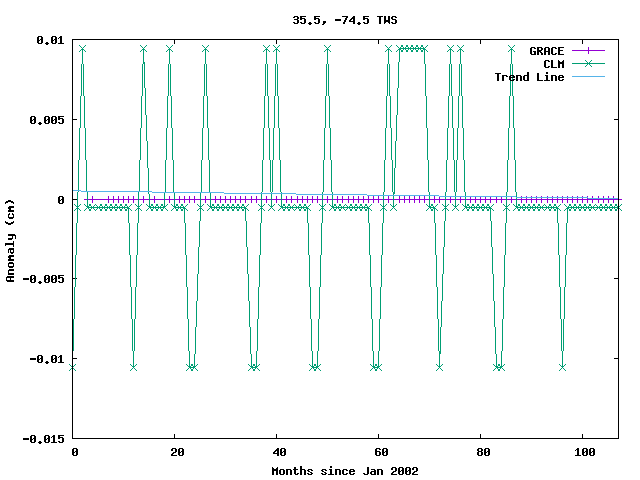 35.5, -74.5 TWS
GRACE
CLM
Trend Line
0.01
0.005
0
-0.005
-0.01
-0.015
Anomaly (cm)
0 20 40 60 80 100
Months since Jan 2002